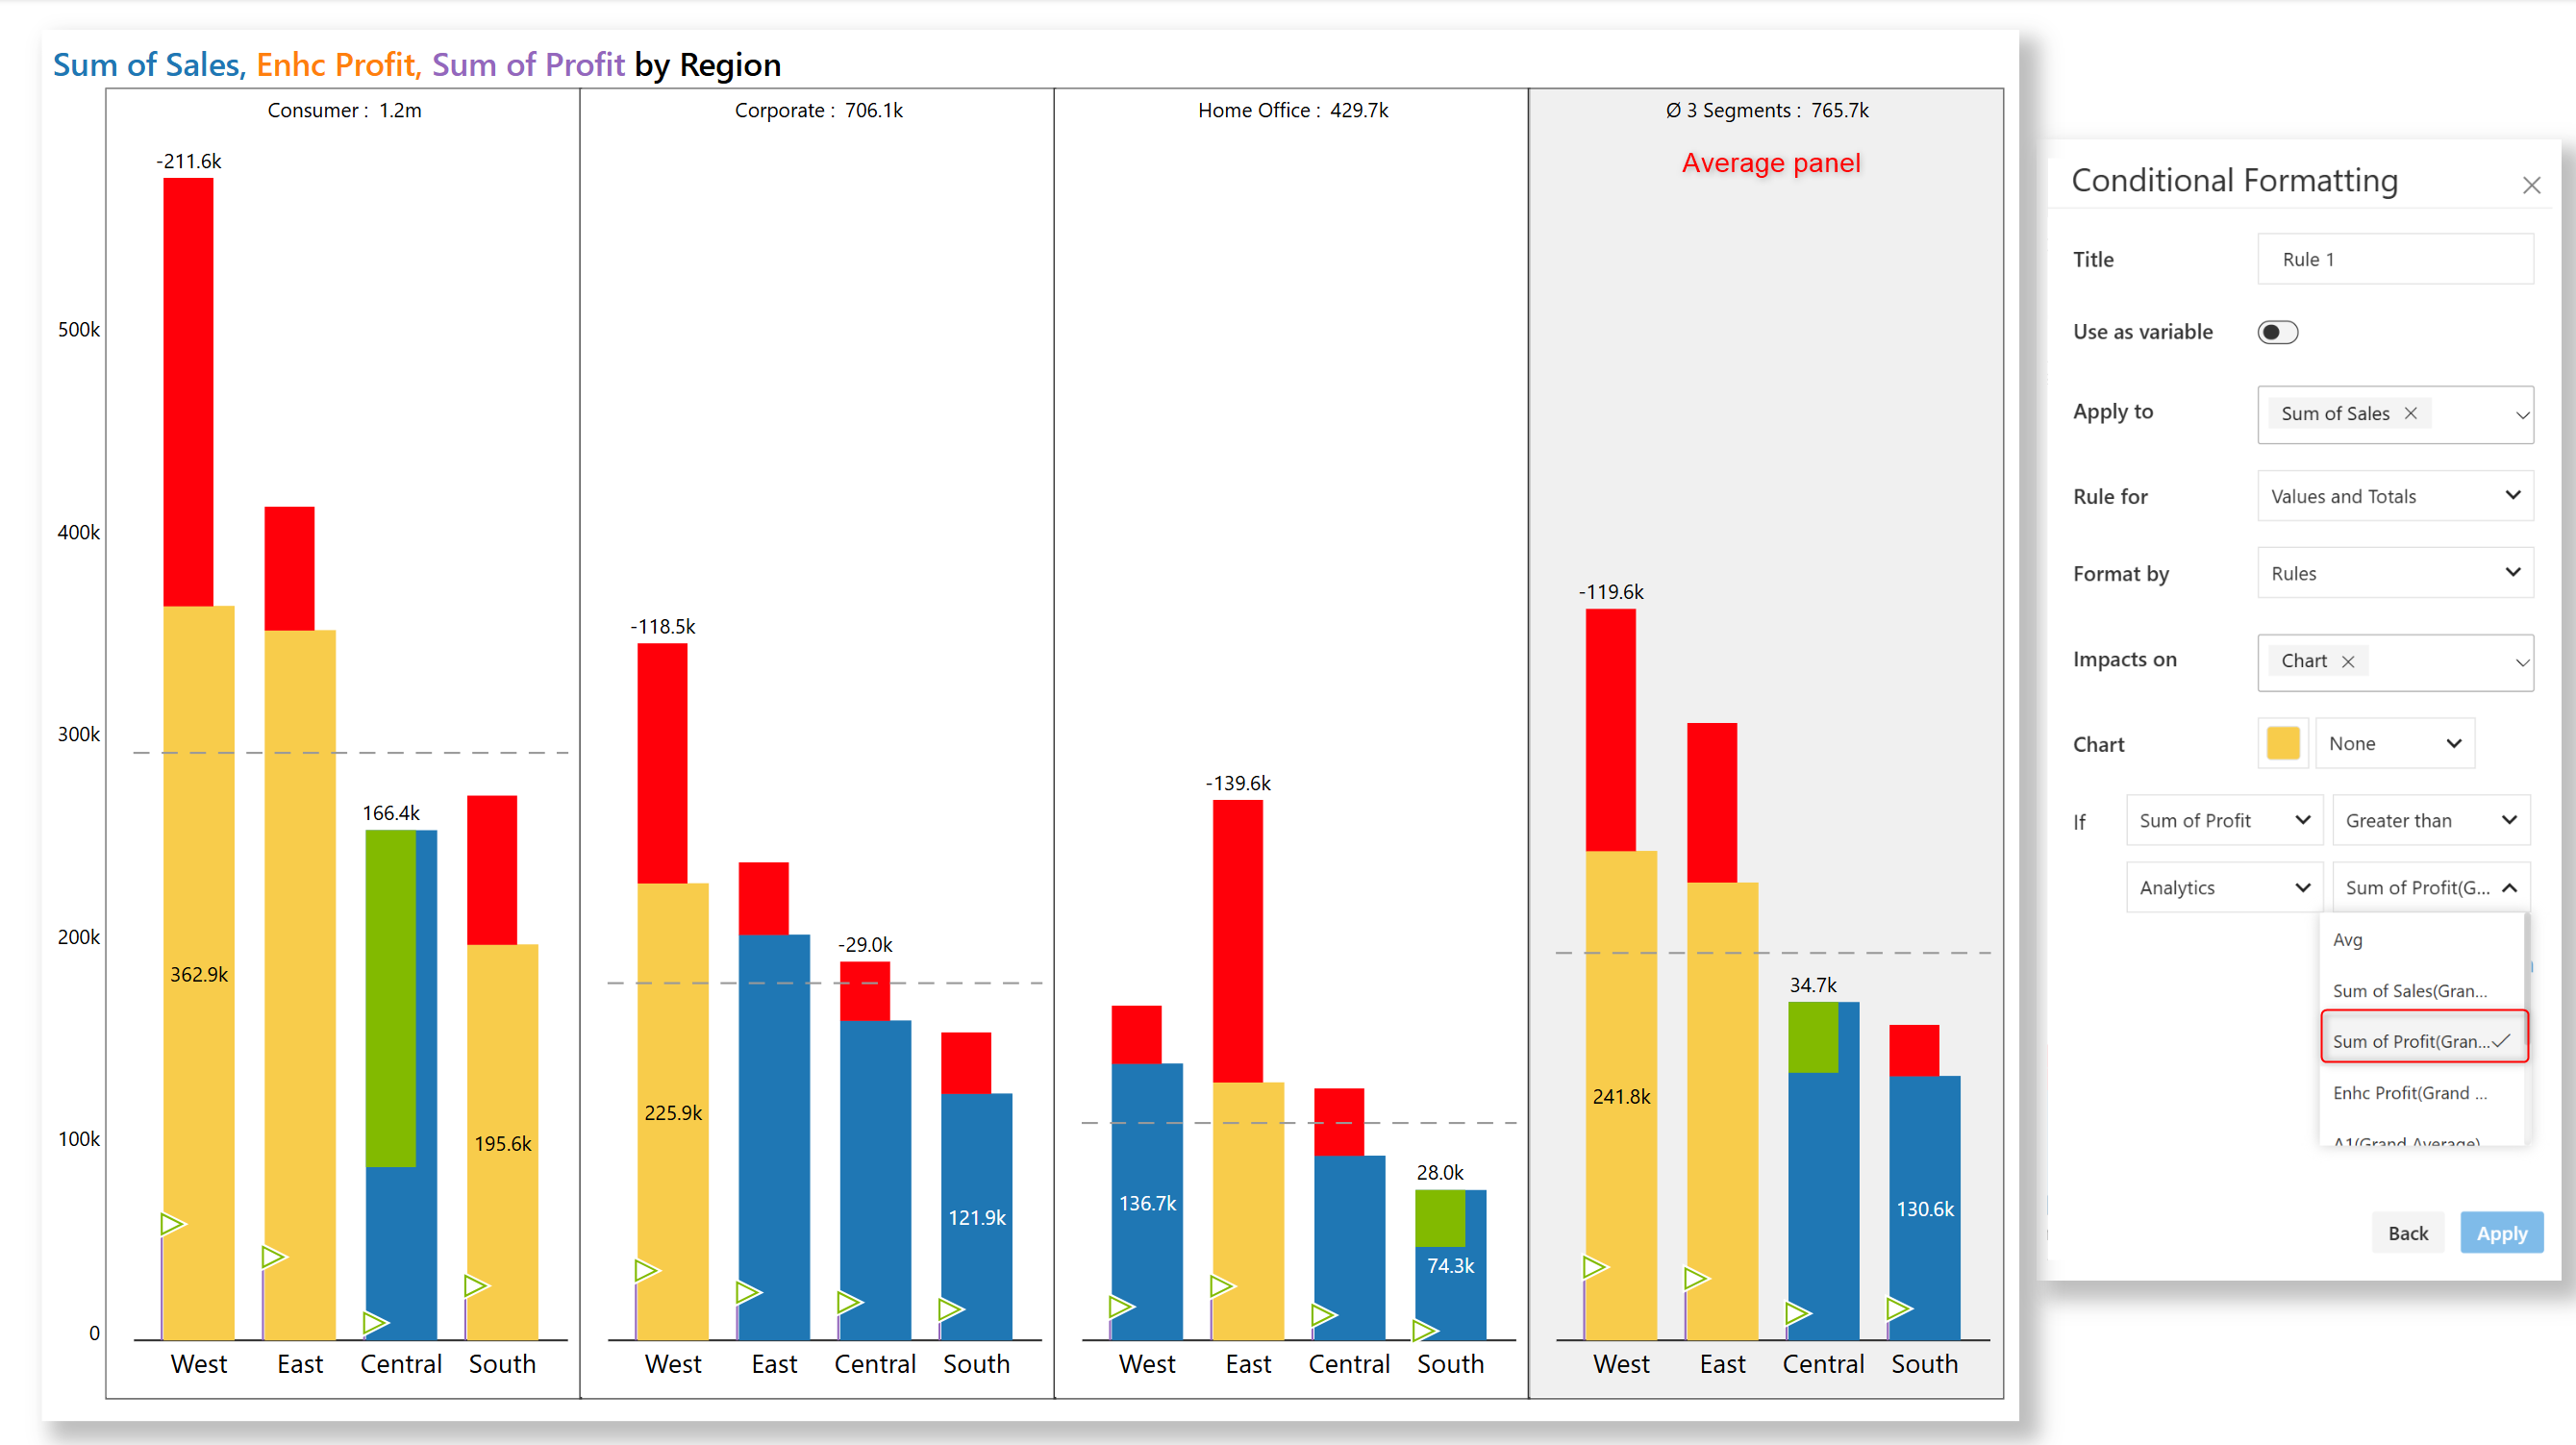 Sum of Sales, Enhc Profit, Sum of Profit by Region
Consumer : 1.2m
Corporate : 706.1k
Home Office : 429.7k
Ø 3 Segments : 765.7k
Average panel
500k
400k
300k
200k
100k
0
-211.6k
166.4k
362.9k
195.6k
West East Central South
-118.5k
-29.0k
225.9k
121.9k
West East Central South
-139.6k
28.0k
136.7k
74.3k
West East Central South
-119.6k
34.7k
241.8k
130.6k
West East Central South
Conditional Formatting
Title Rule 1
Use as variable
Apply to Sum of Sales
Rule for Values and Totals
Format by Rules
Impacts on Chart
Chart None
If Sum of Profit Greater than
Analytics Sum of Profit(G...
Avg
Sum of Sales(Gran...
Sum of Profit(Gran...
Enhc Profit(Grand ...
A1(Grand Average)
Back Apply